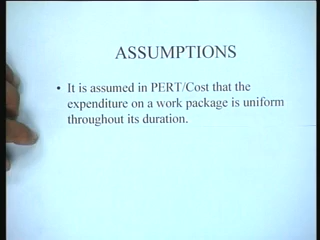 ASSUMPTIONS
• It is assumed in PERT/Cost that the
expenditure on a work package is uniform
throughout its duration.